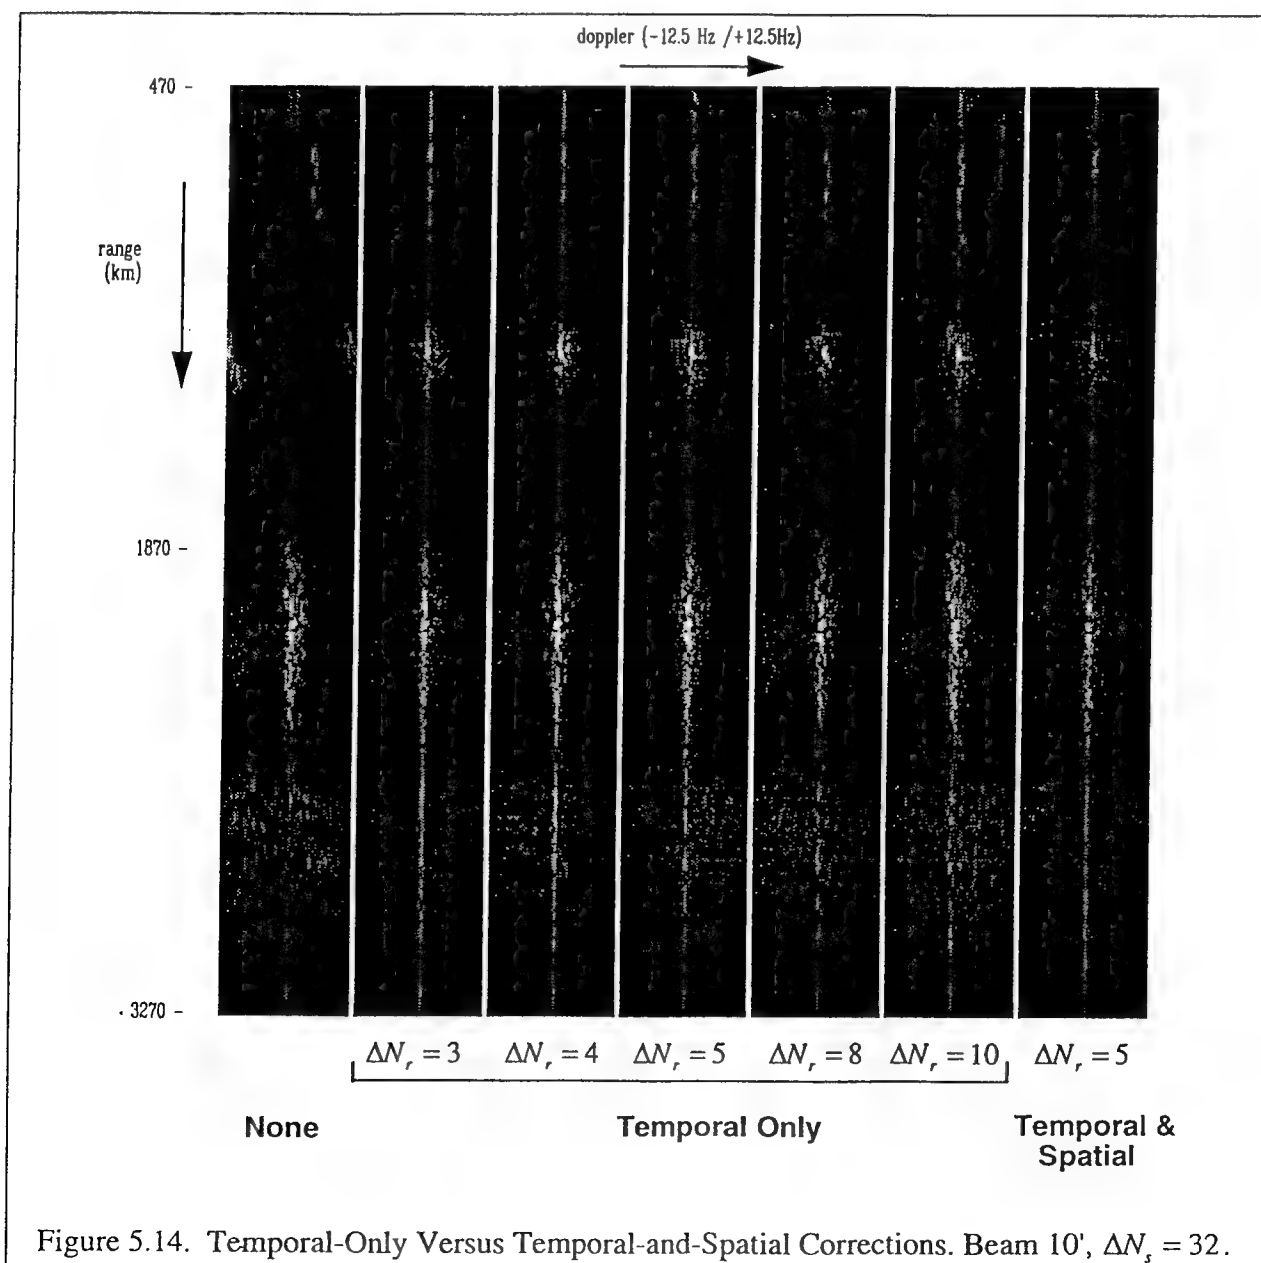 doppler (-12.5 Hz /+12.5Hz)
470 -
range
(km)
1870 -
. 3270 -
ΔN_r = 3 ΔN_r = 4 ΔN_r = 5 ΔN_r = 8 ΔN_r = 10 ΔN_r = 5
None Temporal Only Temporal &
Spatial
Figure 5.14. Temporal-Only Versus Temporal-and-Spatial Corrections. Beam 10', ΔN_s = 32.